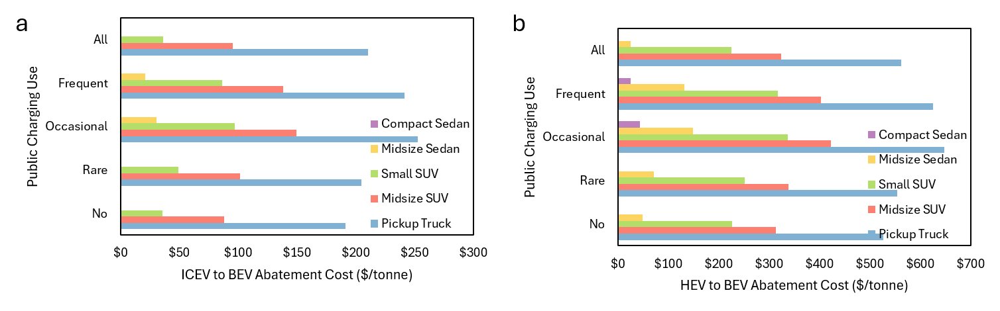 a
Public Charging Use
All
Frequent
Occasional
Rare
No
Compact Sedan
Midsize Sedan
Small SUV
Midsize SUV
Pickup Truck
$0 $50 $100 $150 $200 $250 $300
ICEV to BEV Abatement Cost ($/tonne)
b
Public Charging Use
All
Frequent
Occasional
Rare
No
Compact Sedan
Midsize Sedan
Small SUV
Midsize SUV
Pickup Truck
$0 $100 $200 $300 $400 $500 $600 $700
HEV to BEV Abatement Cost ($/tonne)